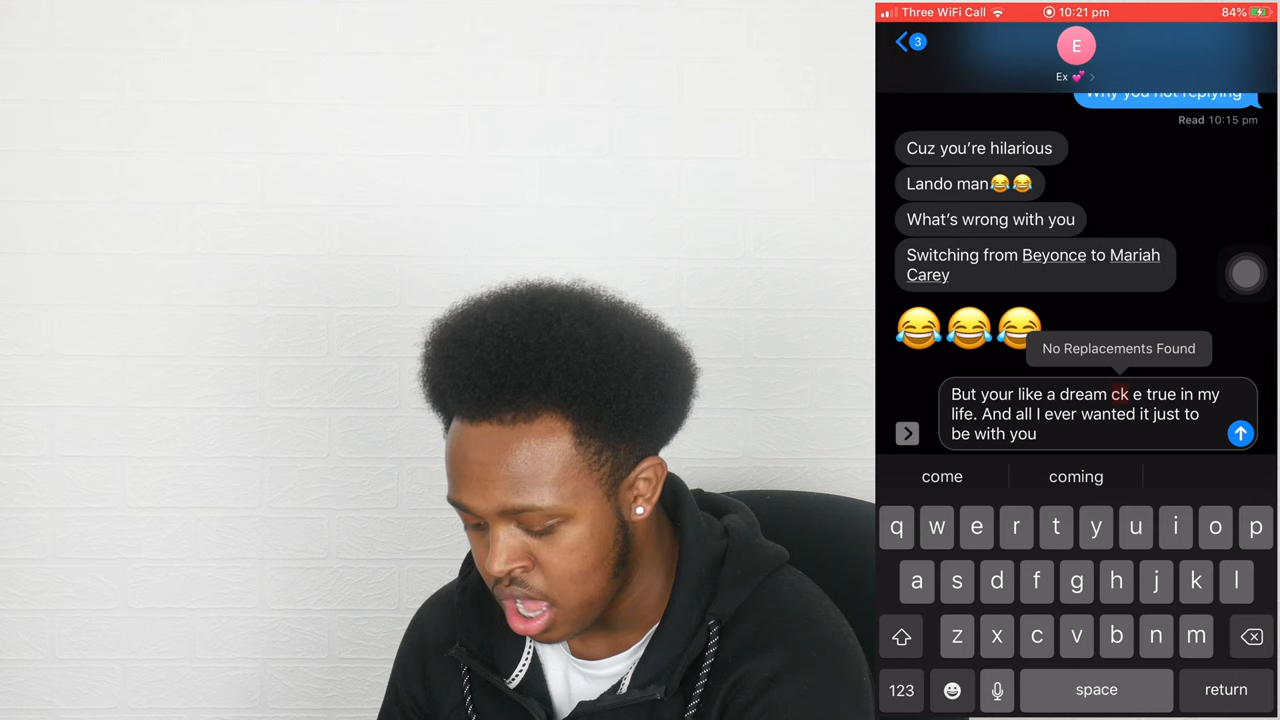 Three WiFi Call 10:21 pm 84%
3
E
Ex 💕
Why you not replying
Read 10:15 pm
Cuz you're hilarious
Lando man😂😂
What's wrong with you
Switching from Beyonce to Mariah
Carey
😂😂😂
No Replacements Found
But your like a dream ck e true in my
life. And all I ever wanted it just to
be with you
come coming
q w e r t y u i o p
a s d f g h j k l
z x c v b n m
123 space return